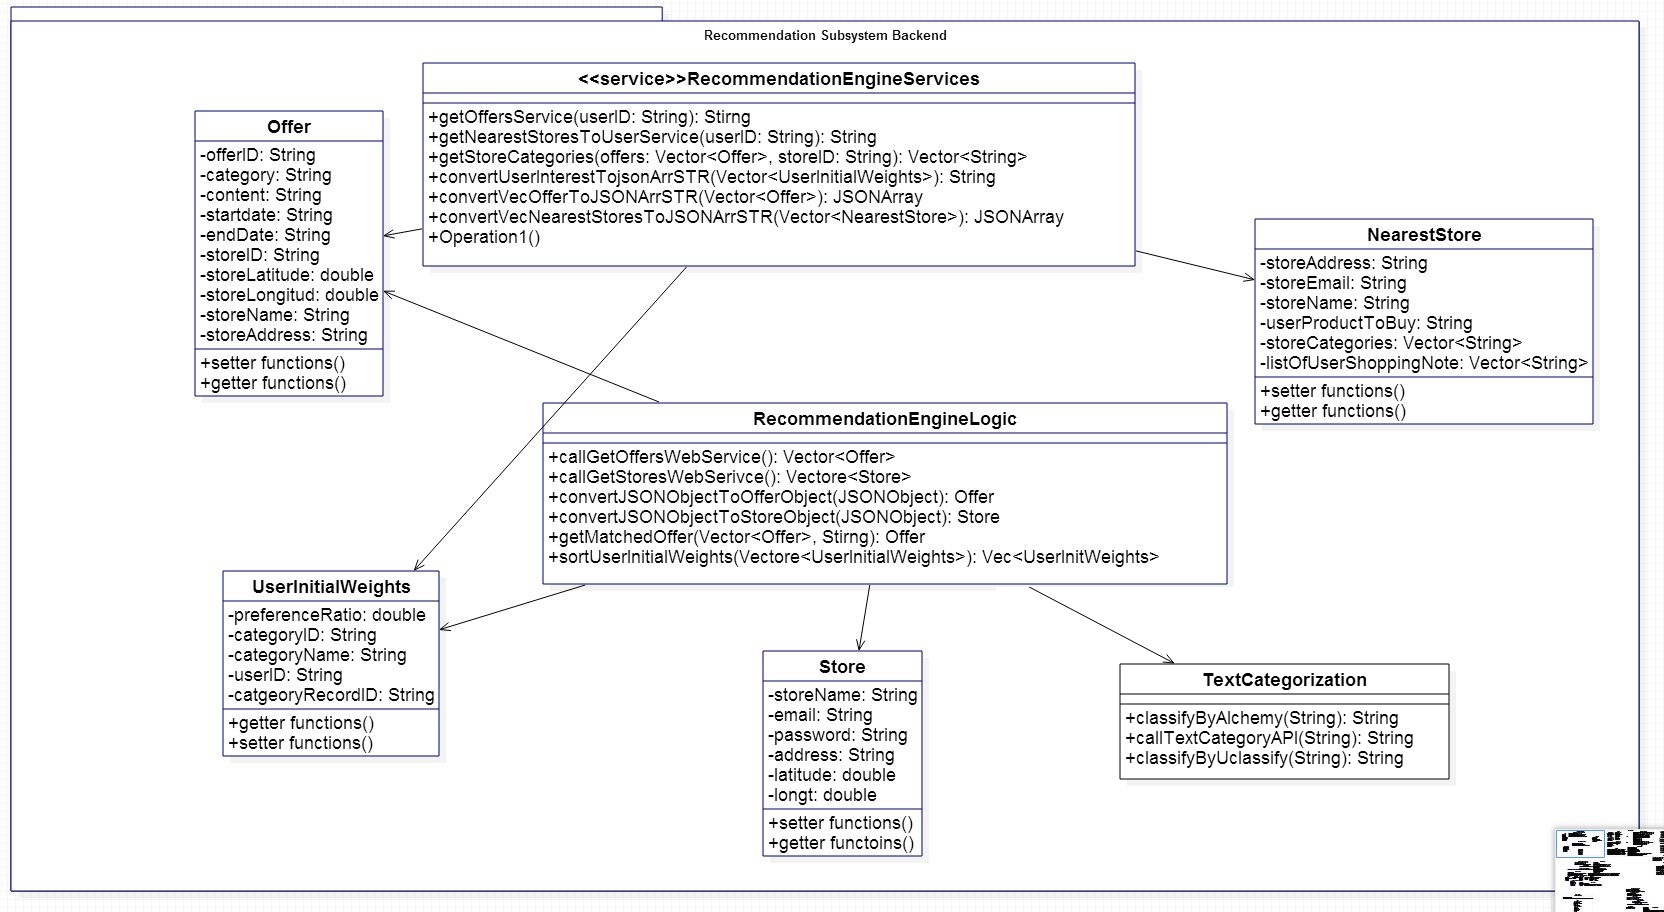 Recommendation Subsystem Backend
<<service>>RecommendationEngineServices
+getOffersService(userID: String): Stirng
+getNearestStoresToUserService(userID: String): String
+getStoreCategories(offers: Vector<Offer>, storeID: String): Vector<String>
+convertUserInterestTojsonArrSTR(Vector<UserInitialWeights>): String
+convertVecOfferToJSONArrSTR(Vector<Offer>): JSONArray
+convertVecNearestStoresToJSONArrSTR(Vector<NearestStore>): JSONArray
+Operation1()
Offer
-offerID: String
-category: String
-content: String
-startdate: String
-endDate: String
-storeID: String
-storeLatitude: double
-storeLongitud: double
-storeName: String
-storeAddress: String
+setter functions()
+getter functions()
NearestStore
-storeAddress: String
-storeEmail: String
-storeName: String
-userProductToBuy: String
-storeCategories: Vector<String>
-listOfUserShoppingNote: Vector<String>
+setter functions()
+getter functions()
RecommendationEngineLogic
+callGetOffersWebService(): Vector<Offer>
+callGetStoresWebSerivce(): Vectore<Store>
+convertJSONObjectToOfferObject(JSONObject): Offer
+convertJSONObjectToStoreObject(JSONObject): Store
+getMatchedOffer(Vector<Offer>, Stirng): Offer
+sortUserInitialWeights(Vectore<UserInitialWeights>): Vec<UserInitWeights>
UserInitialWeights
-preferenceRatio: double
-categoryID: String
-categoryName: String
-userID: String
-catgeoryRecordID: String
+getter functions()
+setter functions()
Store
-storeName: String
-email: String
-password: String
-address: String
-latitude: double
-longt: double
+setter functions()
+getter functoins()
TextCategorization
+classifyByAlchemy(String): String
+callTextCategoryAPI(String): String
+classifyByUclassify(String): String